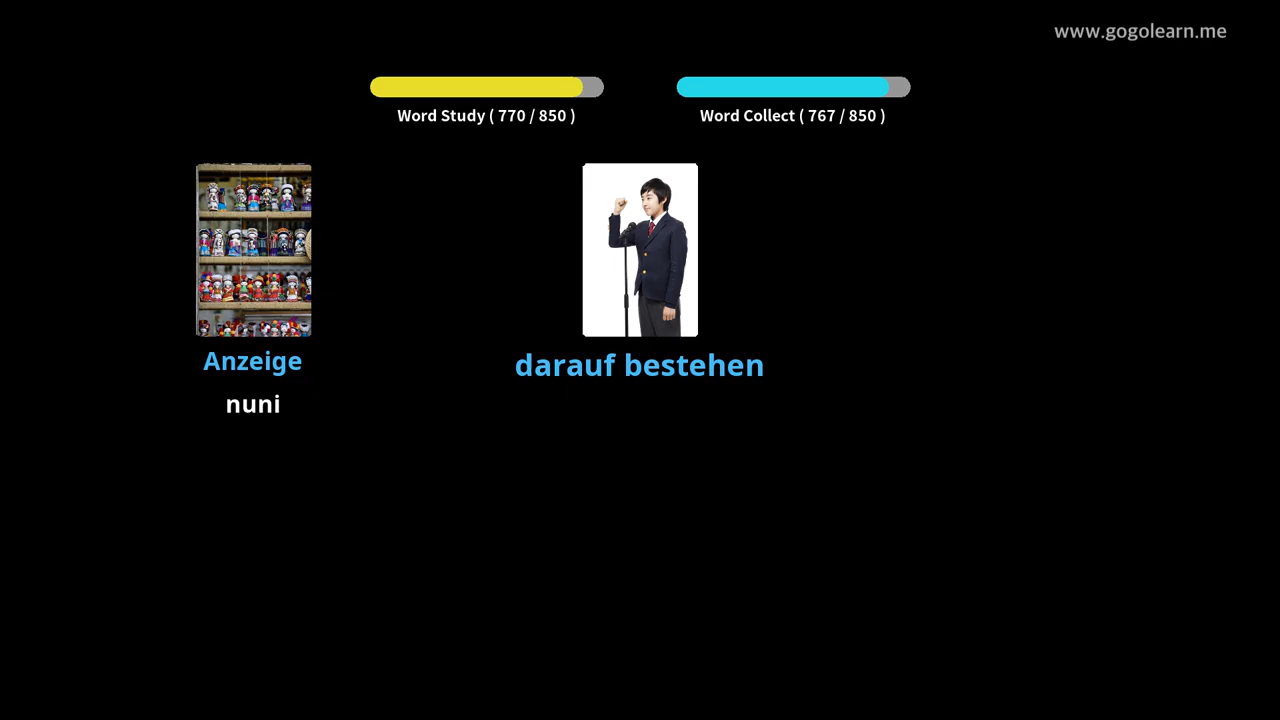 www.gogolearn.me
Word Study ( 770 / 850 )
Word Collect ( 767 / 850 )
Anzeige
darauf bestehen
nuni